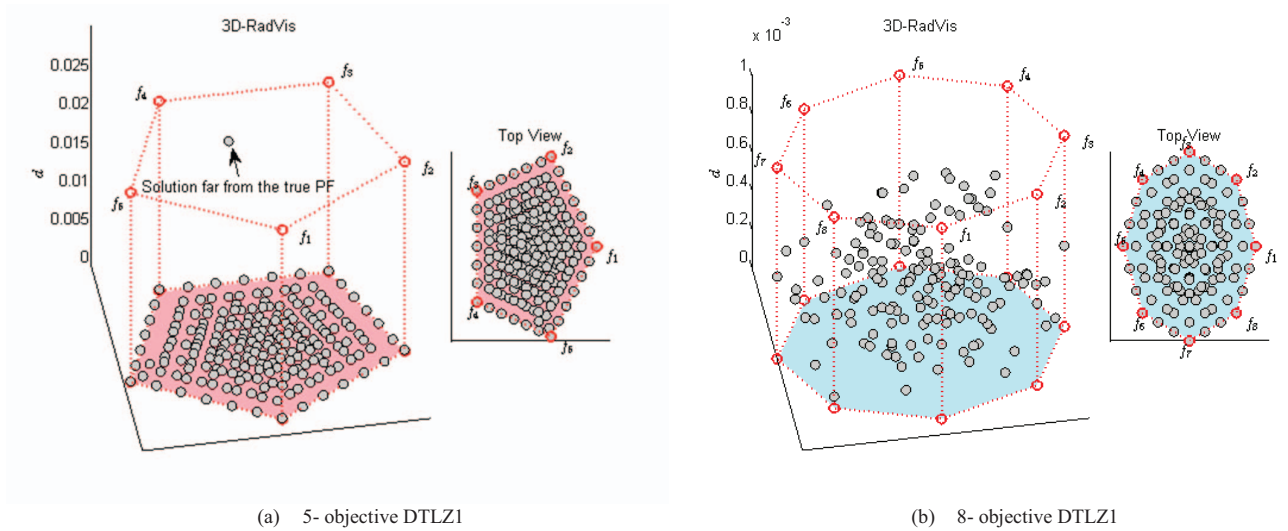 3D-RadVis
0.025
0.02
0.015
0.01
0.005
0
d
f3
f4
f2
f5
f1
Solution far from the true PF
Top View
f2
f3
f1
f4
f5
3D-RadVis
x 10-3
1
0.8
0.6
0.4
0.2
0
d
f5
f4
f6
f3
f7
f2
f8
f1
Top View
f3
f4
f2
f5
f1
f6
f8
f7
(a) 5- objective DTLZ1
(b) 8- objective DTLZ1